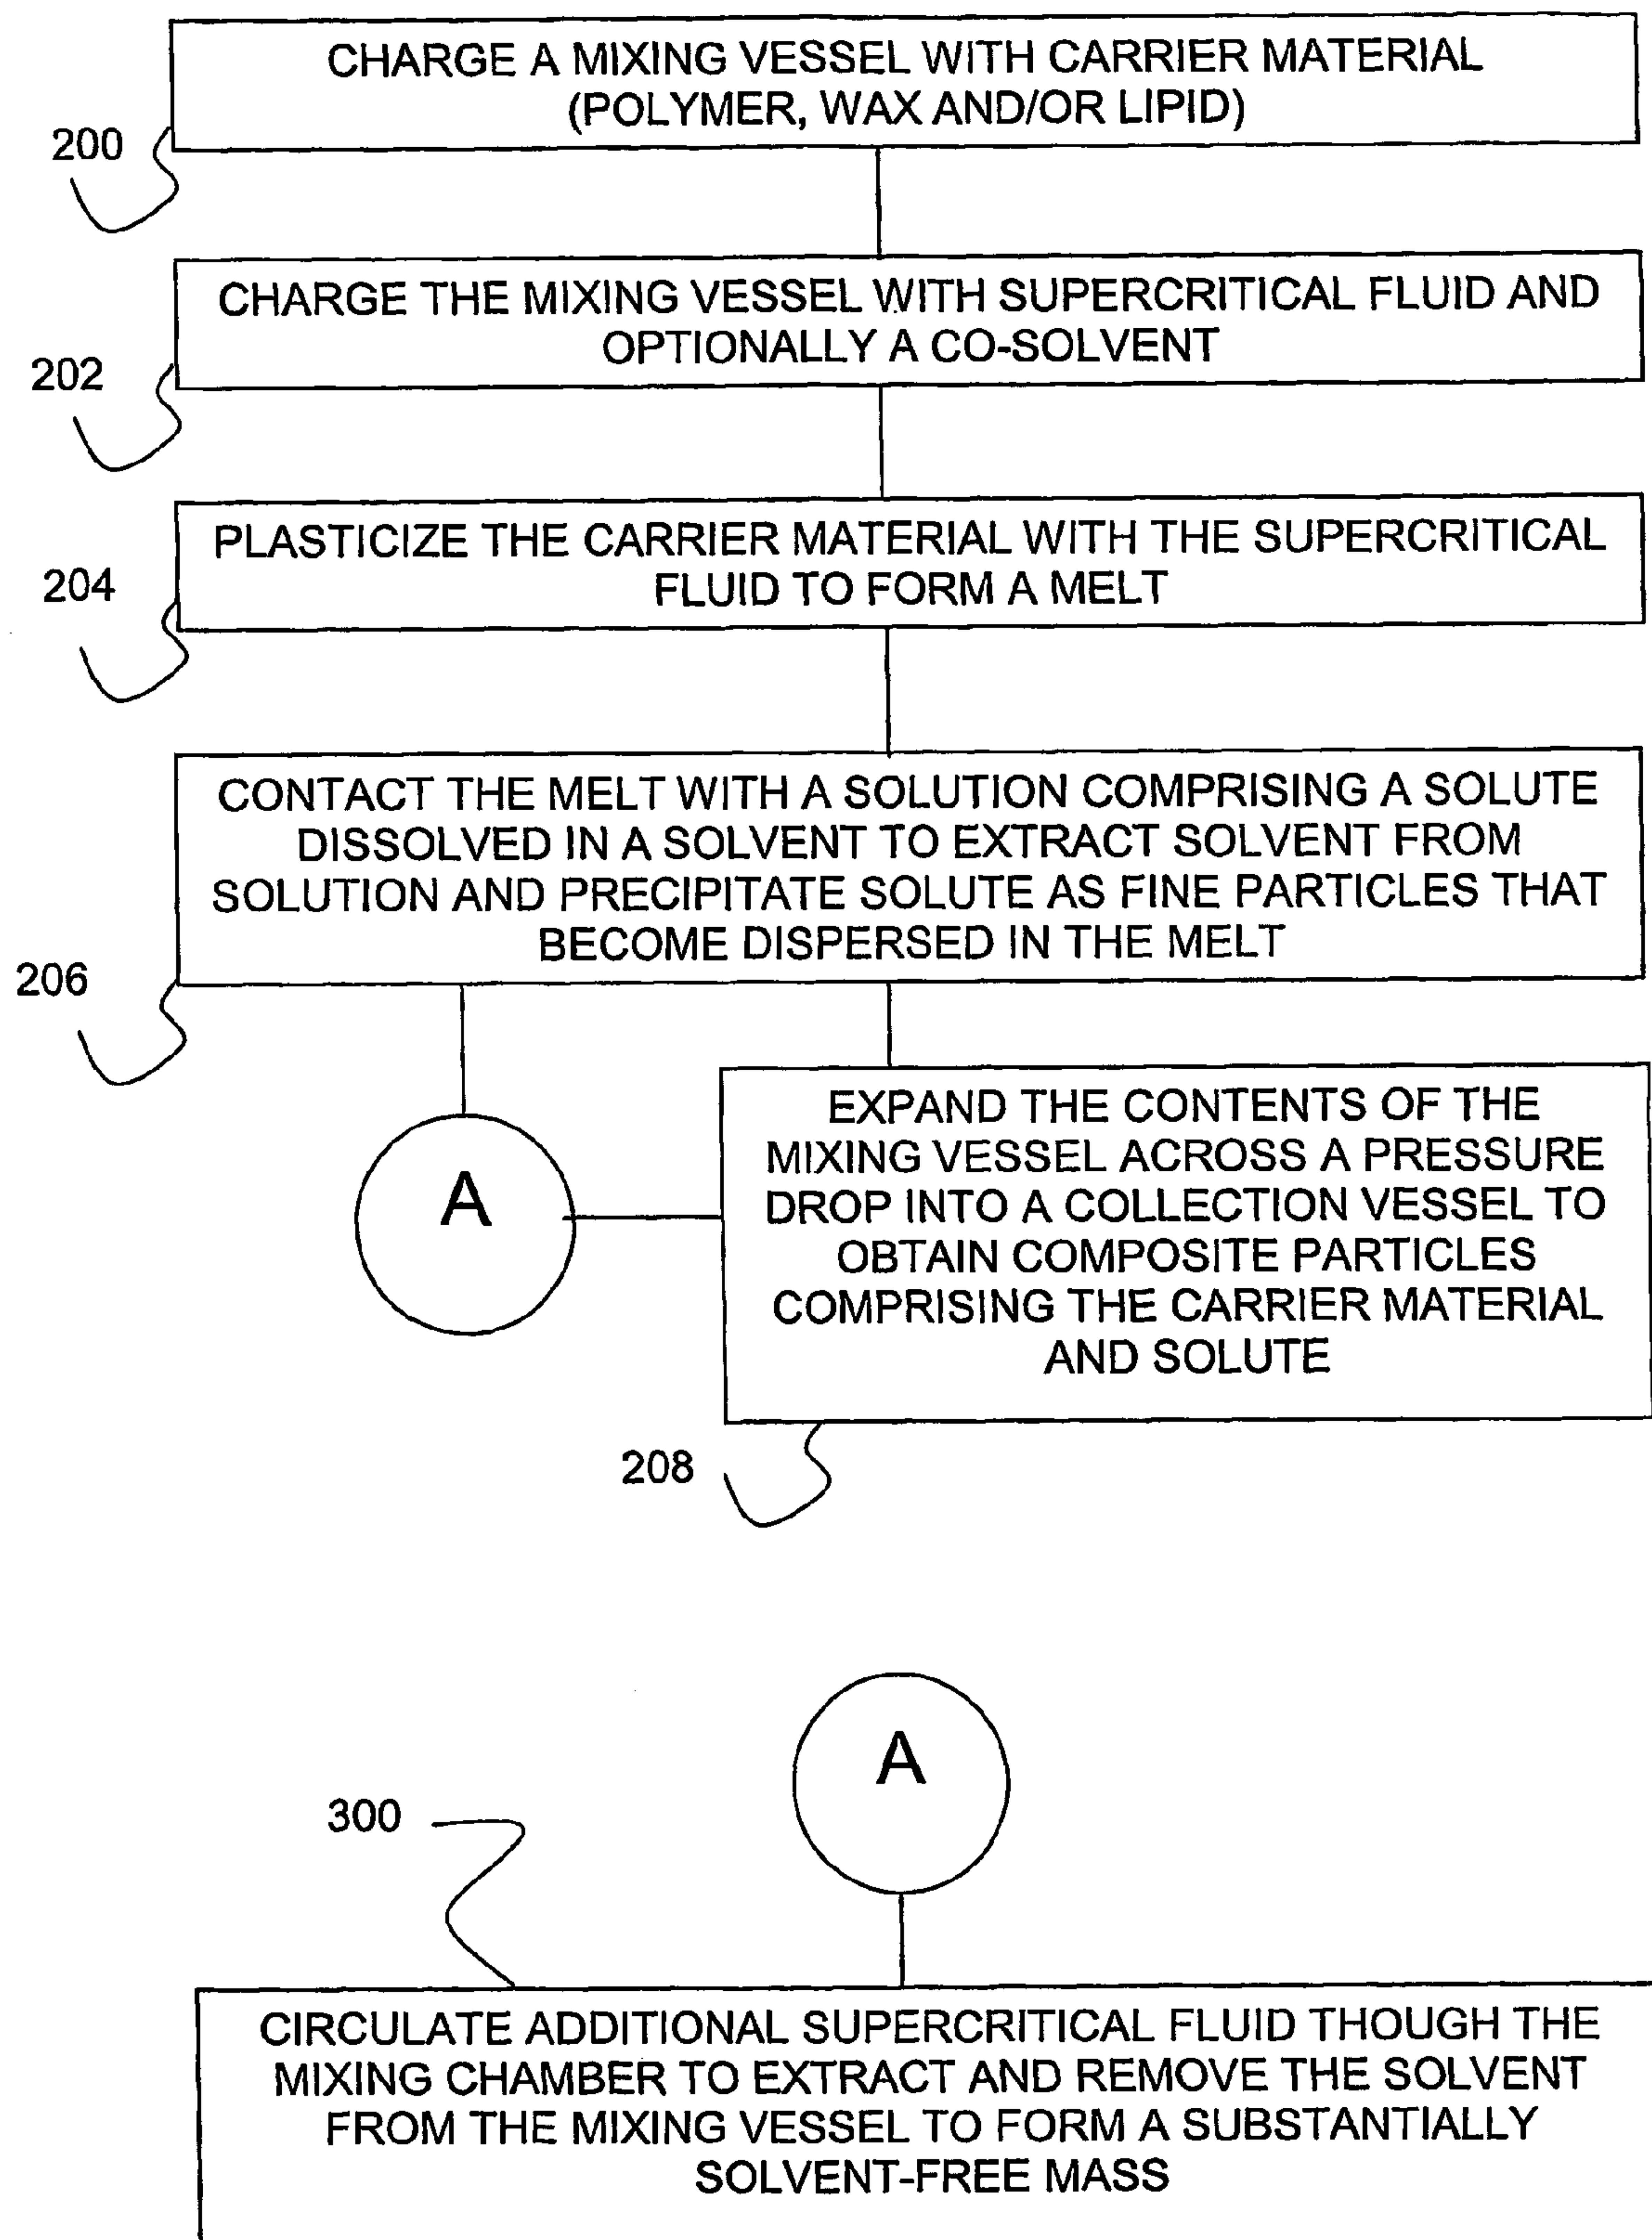 CHARGE A MIXING VESSEL WITH CARRIER MATERIAL
(POLYMER, WAX AND/OR LIPID)
200
CHARGE THE MIXING VESSEL WITH SUPERCRITICAL FLUID AND
OPTIONALLY A CO-SOLVENT
202
PLASTICIZE THE CARRIER MATERIAL WITH THE SUPERCRITICAL
FLUID TO FORM A MELT
204
CONTACT THE MELT WITH A SOLUTION COMPRISING A SOLUTE
DISSOLVED IN A SOLVENT TO EXTRACT SOLVENT FROM
SOLUTION AND PRECIPITATE SOLUTE AS FINE PARTICLES THAT
BECOME DISPERSED IN THE MELT
206
A
EXPAND THE CONTENTS OF THE
MIXING VESSEL ACROSS A PRESSURE
DROP INTO A COLLECTION VESSEL TO
OBTAIN COMPOSITE PARTICLES
COMPRISING THE CARRIER MATERIAL
AND SOLUTE
208
A
300
CIRCULATE ADDITIONAL SUPERCRITICAL FLUID THOUGH THE
MIXING CHAMBER TO EXTRACT AND REMOVE THE SOLVENT
FROM THE MIXING VESSEL TO FORM A SUBSTANTIALLY
SOLVENT-FREE MASS